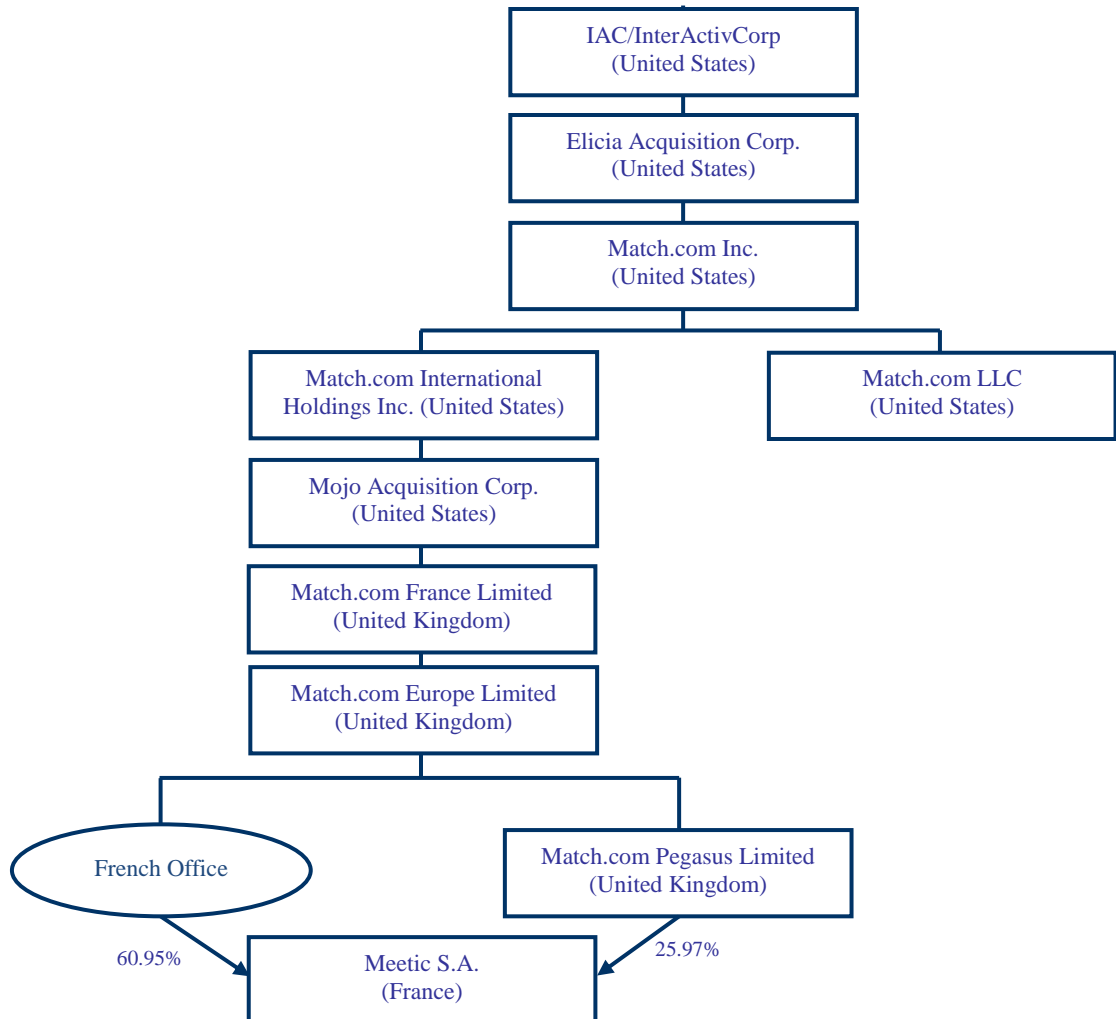 IAC/InterActivCorp
(United States)
Elicia Acquisition Corp.
(United States)
Match.com Inc.
(United States)
Match.com International
Holdings Inc. (United States)
Match.com LLC
(United States)
Mojo Acquisition Corp.
(United States)
Match.com France Limited
(United Kingdom)
Match.com Europe Limited
(United Kingdom)
French Office
Match.com Pegasus Limited
(United Kingdom)
60.95%
25.97%
Meetic S.A.
(France)